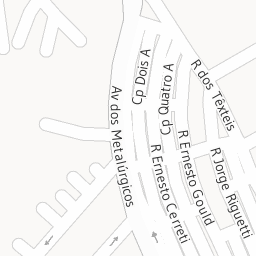 Cp Dois A
Cp Quatro A
R dos Têxteis
Av dos Metalúrgicos
R Ernesto Cerreti
R Ernesto Gould
R Jorge Riguetti